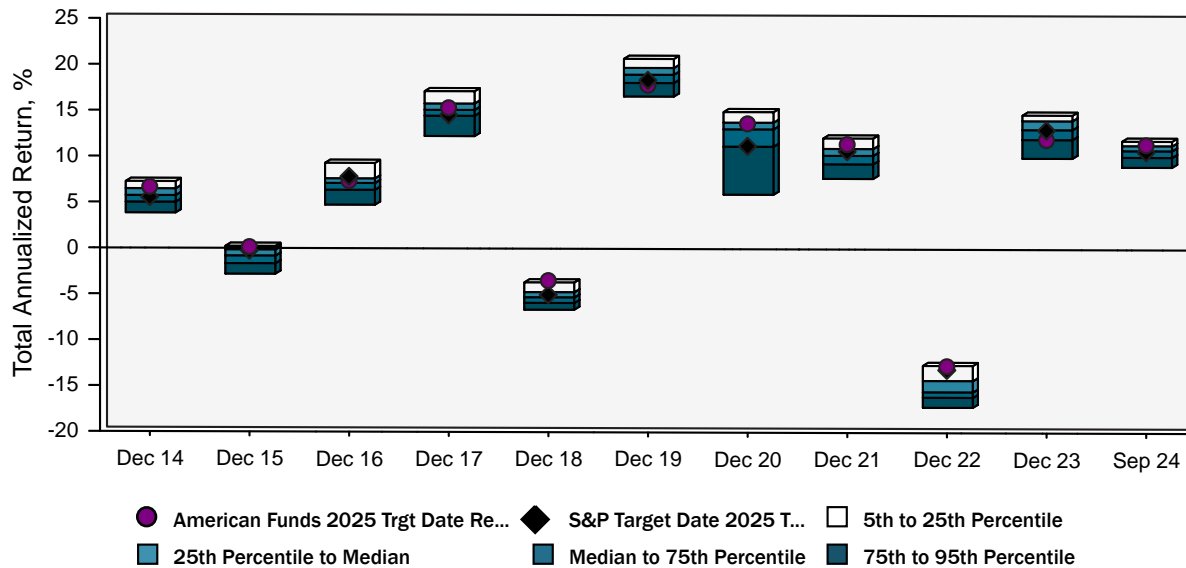 Total Annualized Return, %
25
20
15
10
5
0
-5
-10
-15
-20
Dec 14 Dec 15 Dec 16 Dec 17 Dec 18 Dec 19 Dec 20 Dec 21 Dec 22 Dec 23 Sep 24
American Funds 2025 Trgt Date Re... S&P Target Date 2025 T... 5th to 25th Percentile
25th Percentile to Median Median to 75th Percentile 75th to 95th Percentile